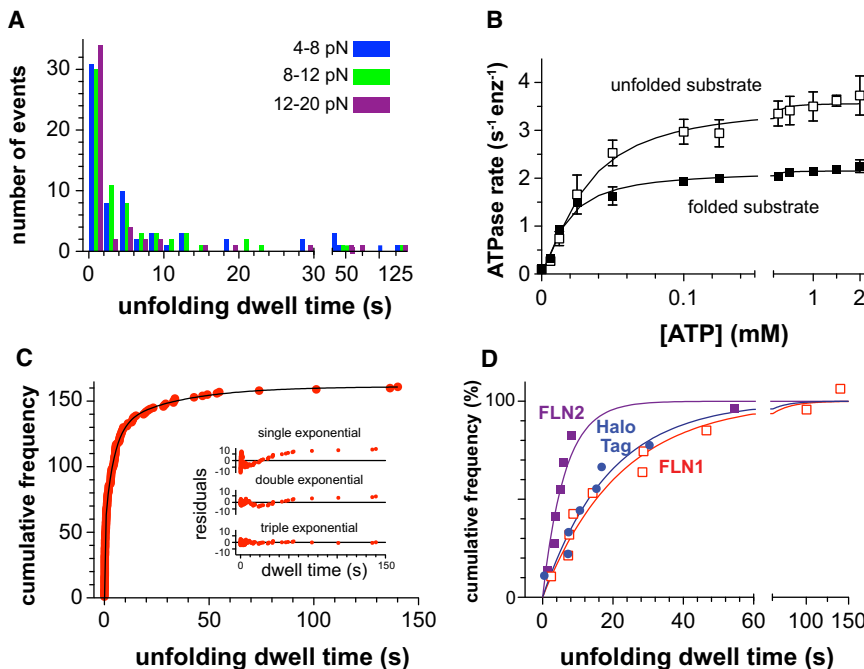 A
number of events
30
20
10
0
4-8 pN
8-12 pN
12-20 pN
0
10
20
30
50
125
unfolding dwell time (s)
B
ATPase rate (s⁻¹ enz⁻¹)
4
3
2
1
0
unfolded substrate
folded substrate
0
0.1
1
2
[ATP] (mM)
C
cumulative frequency
150
100
50
0
single exponential
10
0
-10
double exponential
10
0
-10
triple exponential
10
0
-10
residuals
0
150
dwell time (s)
0
50
100
150
unfolding dwell time (s)
D
cumulative frequency (%)
100
0
FLN2
Halo
Tag
FLN1
0
20
40
60
100
150
unfolding dwell time (s)